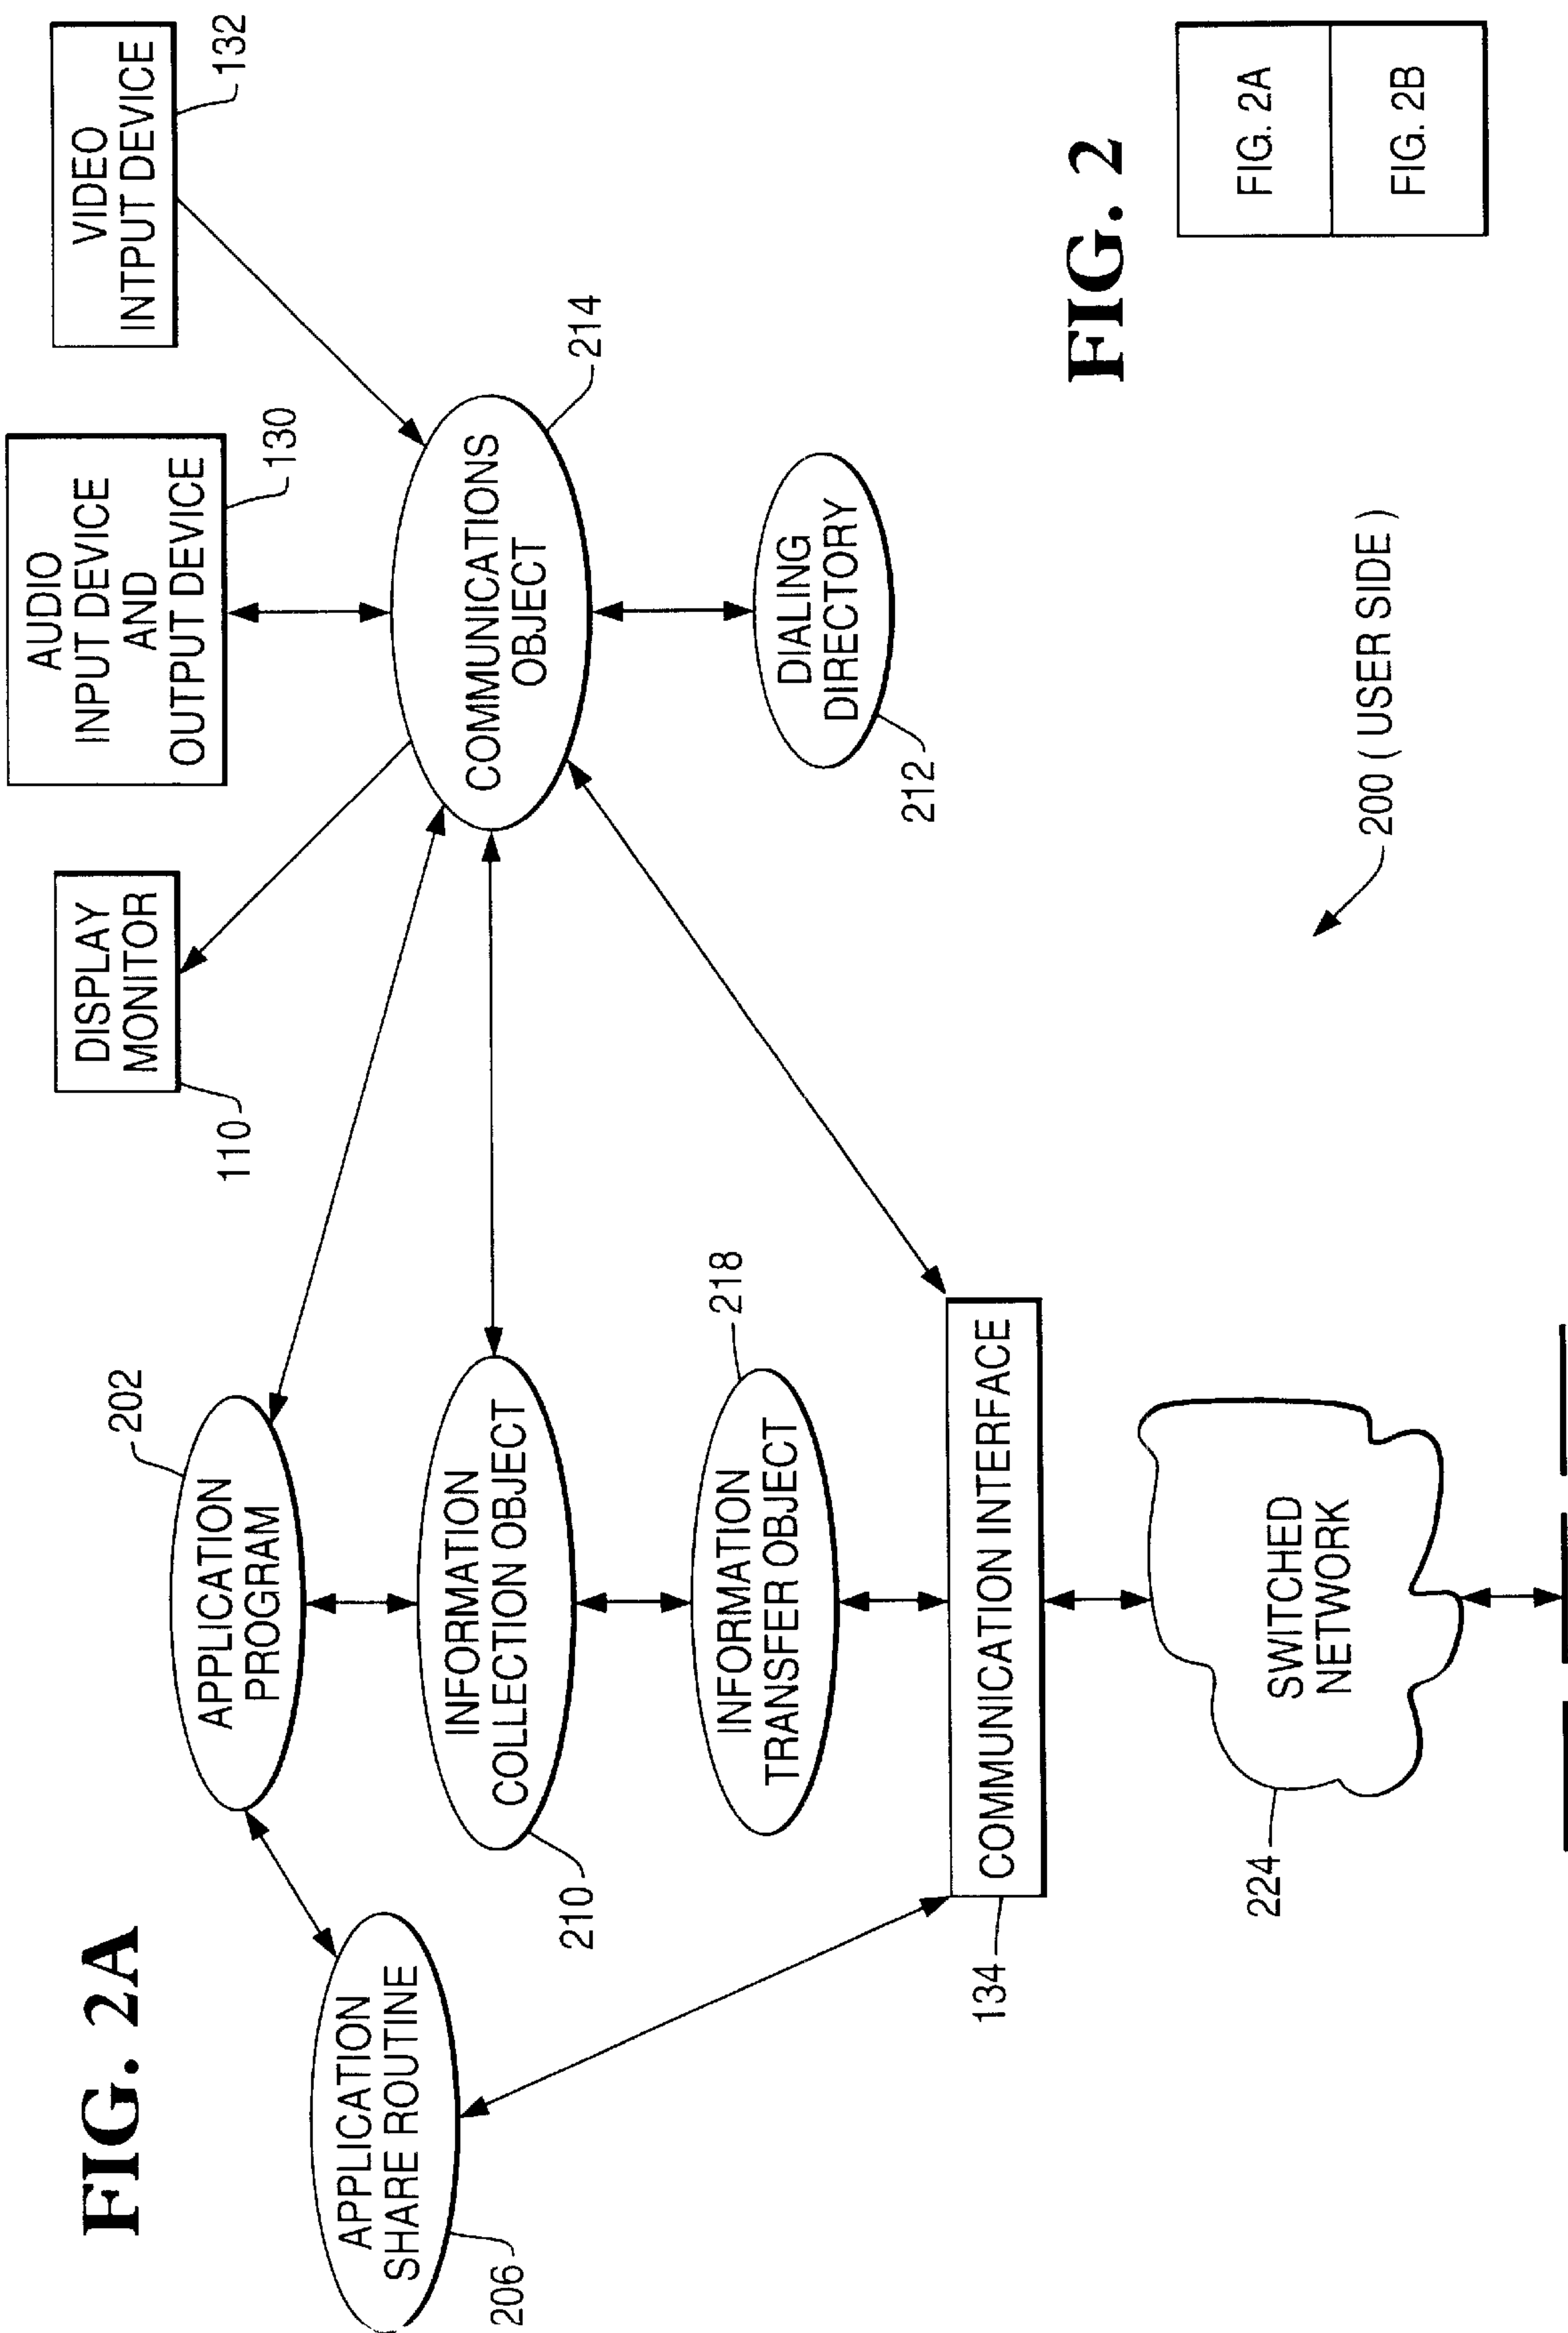 FIG. 2A
APPLICATION
SHARE ROUTINE
206
APPLICATION
PROGRAM
202
INFORMATION
COLLECTION OBJECT
210
INFORMATION
TRANSFER OBJECT
218
COMMUNICATION INTERFACE
134
SWITCHED
NETWORK
224
DISPLAY
MONITOR
110
AUDIO
INPUT DEVICE
AND
OUTPUT DEVICE
130
VIDEO
INTPUT DEVICE
132
COMMUNICATIONS
OBJECT
214
DIALING
DIRECTORY
212
200 ( USER SIDE )
FIG. 2
FIG. 2A
FIG. 2B